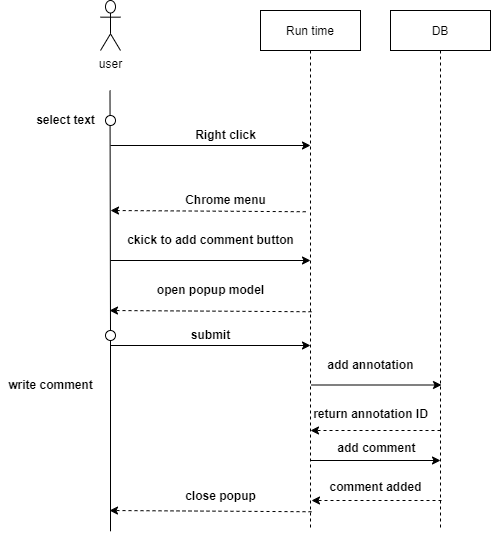 user
Run time
DB
select text
Right click
Chrome menu
ckick to add comment button
open popup model
submit
add annotation
write comment
return annotation ID
add comment
comment added
close popup